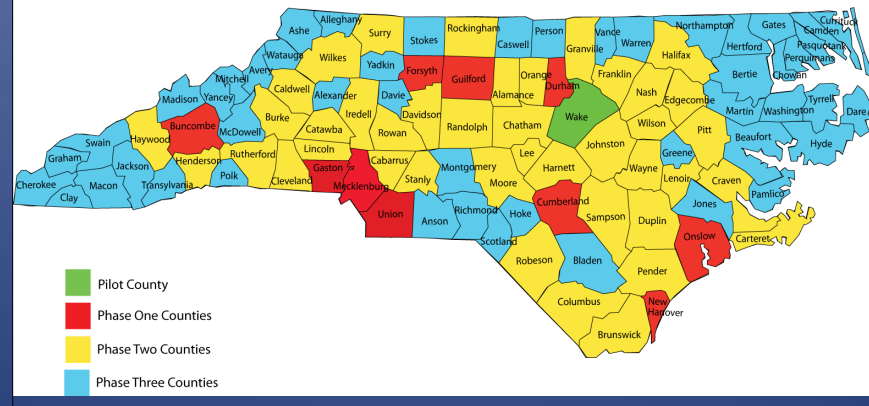 Alleghany
Ashe
Surry
Stokes
Rockingham
Caswell
Person
Granville
Vance
Warren
Northampton
Gates
Currituck
Camden
Pasquotank
Perquimans
Chowan
Hertford
Halifax
Watauga
Wilkes
Yadkin
Forsyth
Guilford
Alamance
Orange
Durham
Franklin
Nash
Edgecombe
Bertie
Martin
Washington
Tyrrell
Dare
Mitchell
Avery
Caldwell
Alexander
Davie
Madison
Yancey
Iredell
Davidson
Randolph
Chatham
Wake
Wilson
Pitt
Beaufort
Hyde
Buncombe
McDowell
Burke
Catawba
Rowan
Johnston
Greene
Swain
Haywood
Graham
Jackson
Henderson
Rutherford
Lincoln
Cabarrus
Lee
Harnett
Wayne
Lenoir
Craven
Pamlico
Cherokee
Macon
Clay
Transylvania
Polk
Cleveland
Gaston
Mecklenburg
Stanly
Montgomery
Moore
Cumberland
Sampson
Duplin
Jones
Union
Anson
Richmond
Hoke
Scotland
Onslow
Carteret
Robeson
Bladen
Pender
Columbus
New
Hanover
Brunswick
Pilot County
Phase One Counties
Phase Two Counties
Phase Three Counties